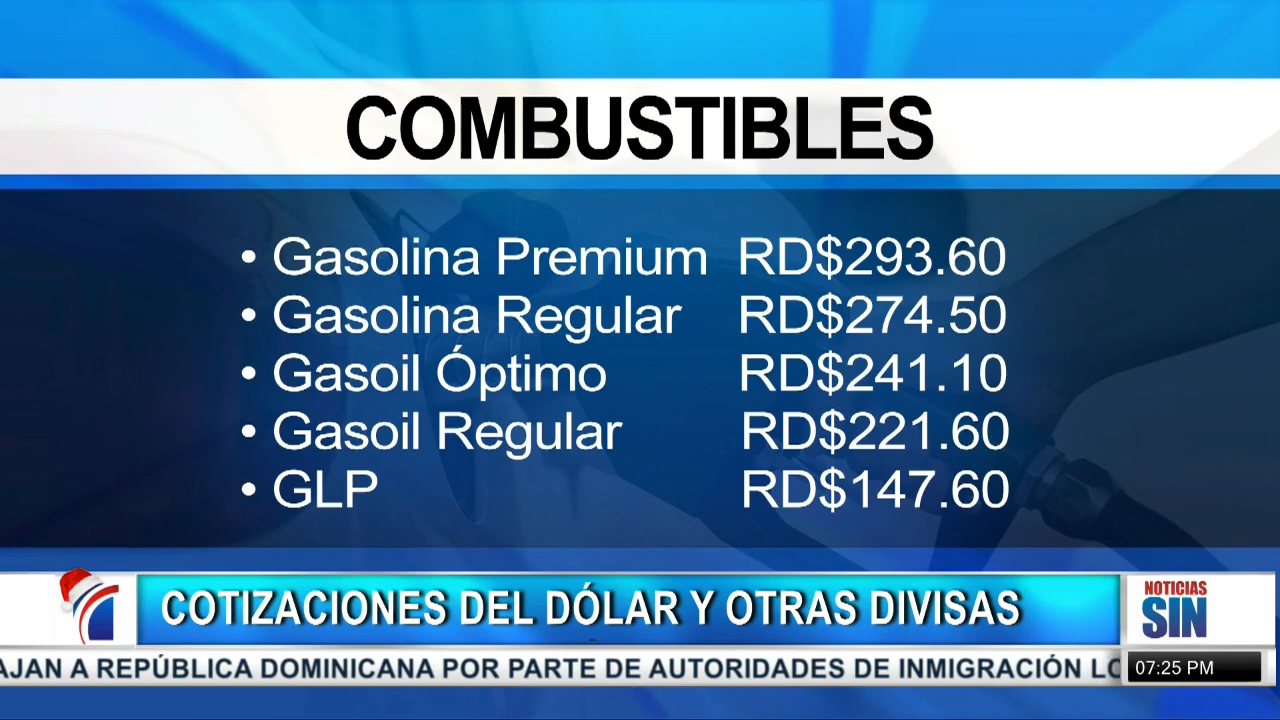 COMBUSTIBLES
• Gasolina Premium RD$293.60
• Gasolina Regular RD$274.50
• Gasoil Óptimo RD$241.10
• Gasoil Regular RD$221.60
• GLP RD$147.60
COTIZACIONES DEL DÓLAR Y OTRAS DIVISAS
NOTICIAS
SIN
A REPÚBLICA DOMINICANA POR PARTE DE AUTORIDADES DE INMIGRACIÓN
07:25 PM